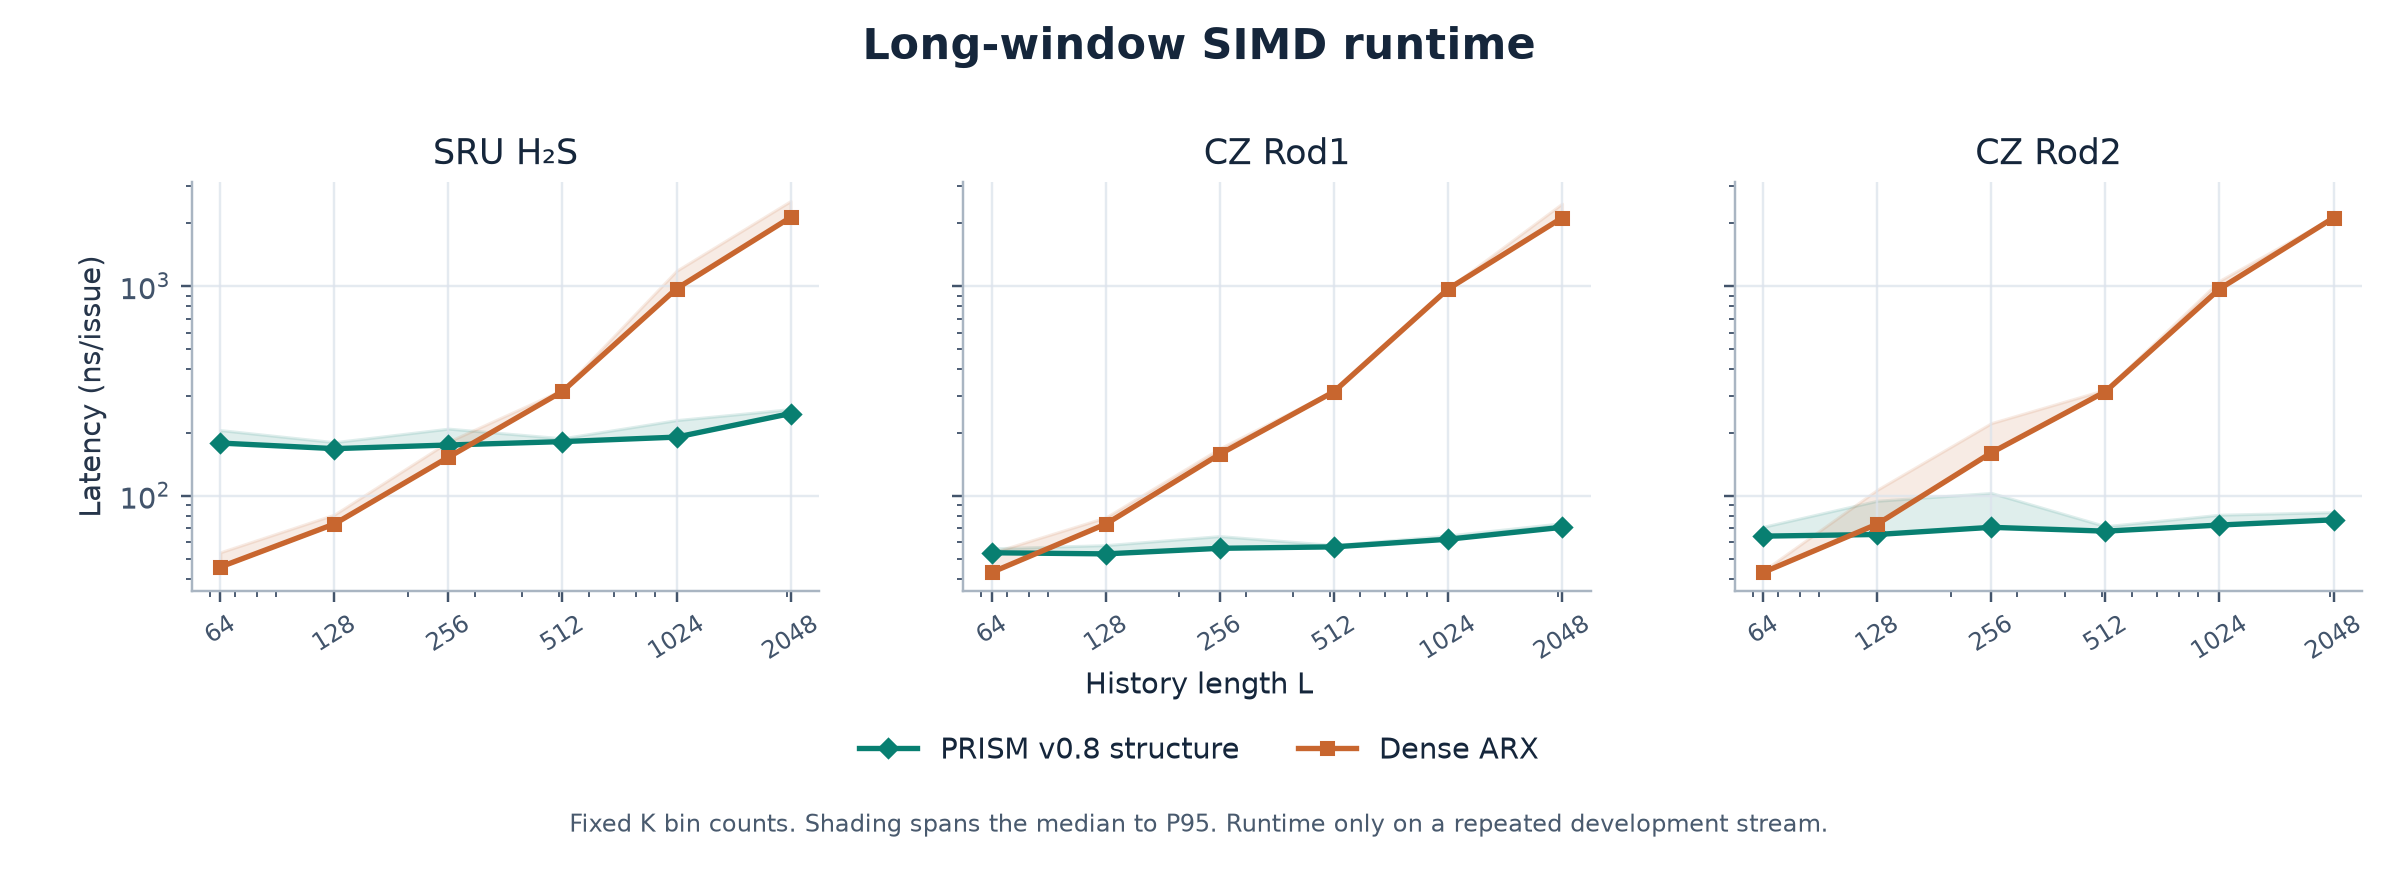 Long-window SIMD runtime
SRU H₂S
CZ Rod1
CZ Rod2
Latency (ns/issue)
10³
10²
64 128 256 512 1024 2048
64 128 256 512 1024 2048
64 128 256 512 1024 2048
History length L
PRISM v0.8 structure
Dense ARX
Fixed K bin counts. Shading spans the median to P95. Runtime only on a repeated development stream.